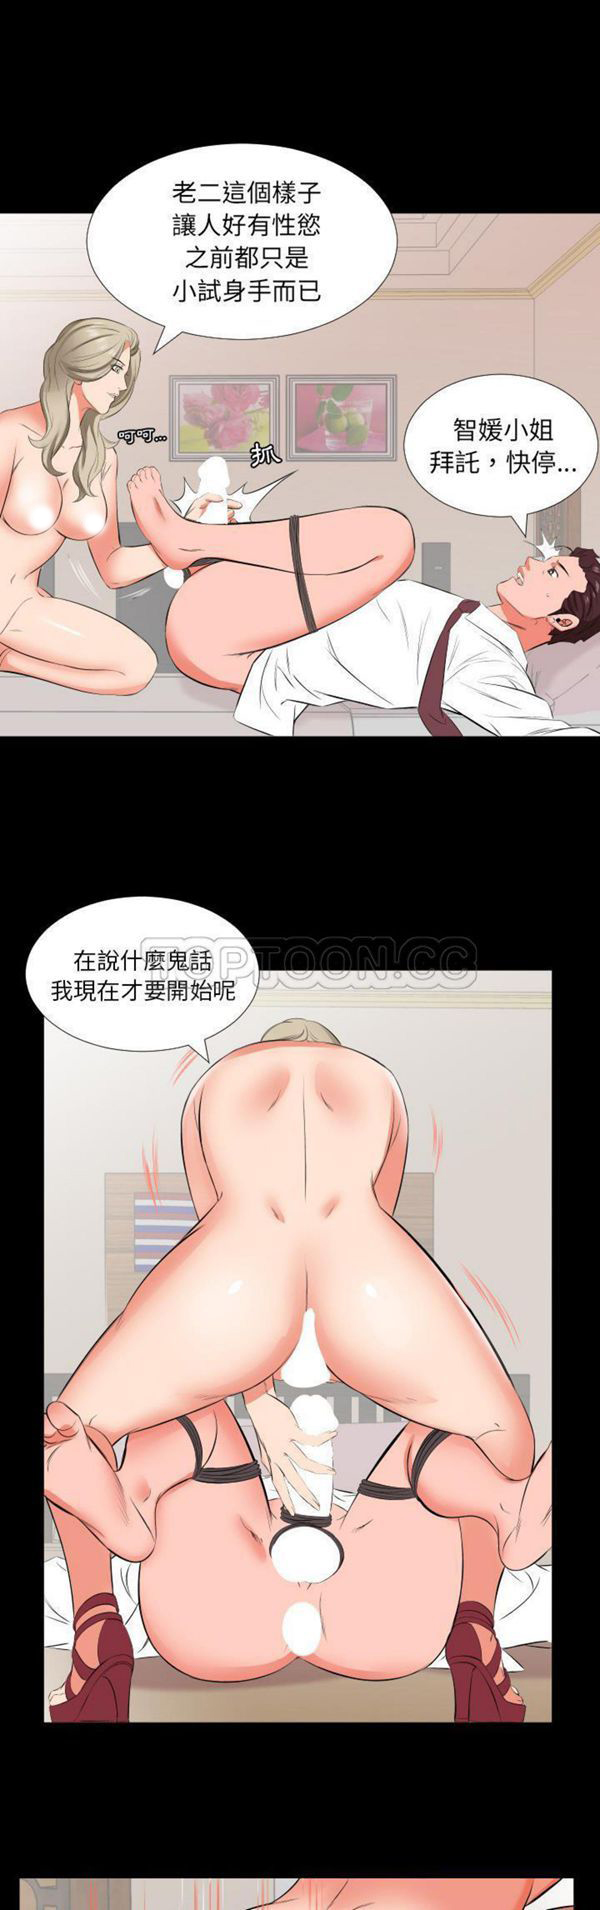 老二這個樣子
讓人好有性慾
之前都只是
小試身手而已
呵呵...
抓
智媛小姐
拜託，快停...
在說什麼鬼話
我現在才要開始呢
TOPTOON.CC